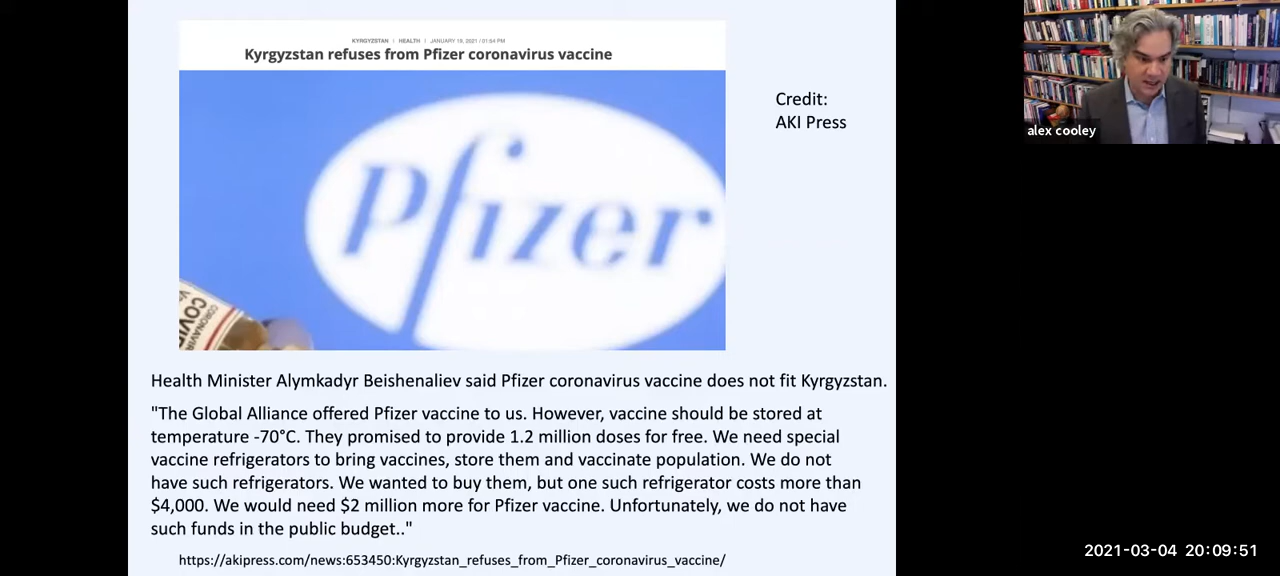 KYRGYZSTAN | HEALTH | JANUARY 19, 2021 / 01:54 PM
Kyrgyzstan refuses from Pfizer coronavirus vaccine
Pfizer
CORONAVIR
COVID
Credit:
AKI Press
alex cooley
Health Minister Alymkadyr Beishenaliev said Pfizer coronavirus vaccine does not fit Kyrgyzstan.
"The Global Alliance offered Pfizer vaccine to us. However, vaccine should be stored at
temperature -70°C. They promised to provide 1.2 million doses for free. We need special
vaccine refrigerators to bring vaccines, store them and vaccinate population. We do not
have such refrigerators. We wanted to buy them, but one such refrigerator costs more than
$4,000. We would need $2 million more for Pfizer vaccine. Unfortunately, we do not have
such funds in the public budget.."
https://akipress.com/news:653450:Kyrgyzstan_refuses_from_Pfizer_coronavirus_vaccine/
2021-03-04 20:09:51